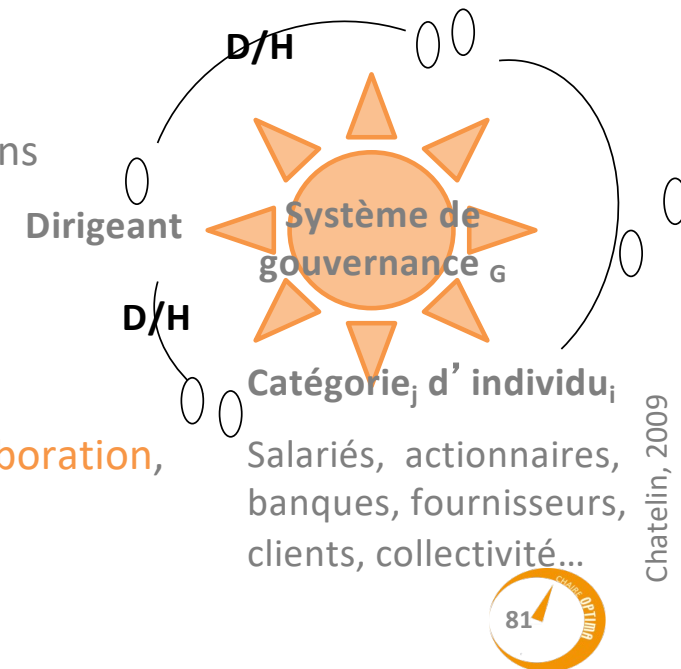 D/H
ns
Système de
Dirigeant
gouvernance G
D/H
Catégoriej d’ individui
poration,
Salariés, actionnaires,
banques, fournisseurs,
clients, collectivité...
Chatelin, 2009
CHAIRE OPTIMA
81